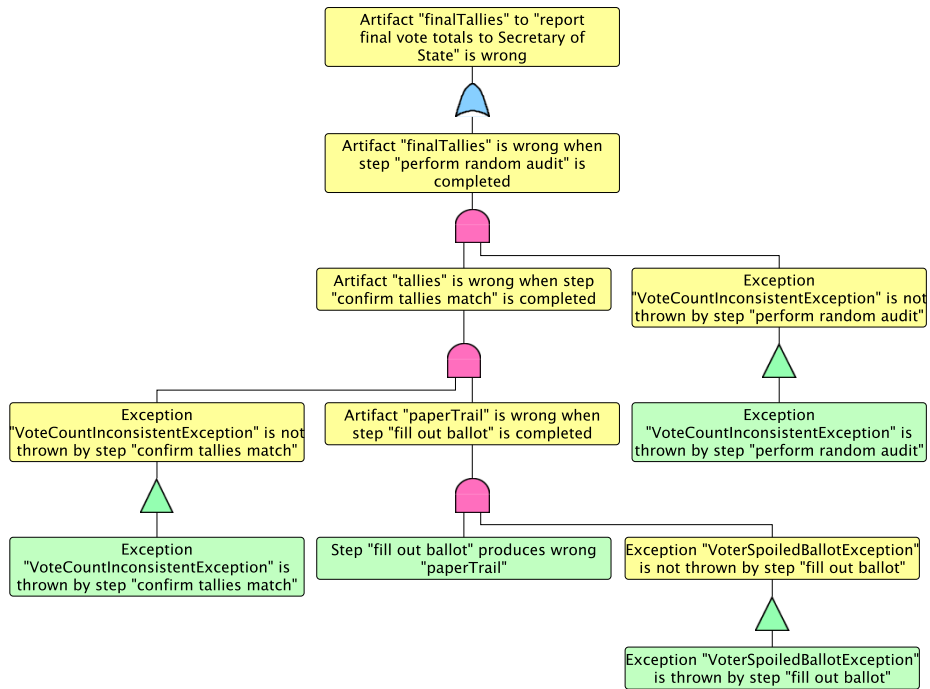 Artifact "finalTallies" to "report
final vote totals to Secretary of
State" is wrong
Artifact "finalTallies" is wrong when
step "perform random audit" is
completed
Artifact "tallies" is wrong when step
"confirm tallies match" is completed
Exception
"VoteCountInconsistentException" is not
thrown by step "perform random audit"
Exception
"VoteCountInconsistentException" is not
thrown by step "confirm tallies match"
Artifact "paperTrail" is wrong when
step "fill out ballot" is completed
Exception
"VoteCountInconsistentException" is
thrown by step "perform random audit"
Exception
"VoteCountInconsistentException" is
thrown by step "confirm tallies match"
Step "fill out ballot" produces wrong
"paperTrail"
Exception "VoterSpoiledBallotException"
is not thrown by step "fill out ballot"
Exception "VoterSpoiledBallotException"
is thrown by step "fill out ballot"